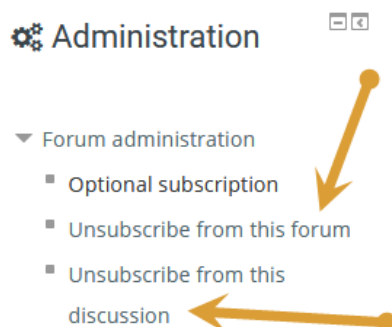 Administration
Forum administration
Optional subscription
Unsubscribe from this forum
Unsubscribe from this
discussion